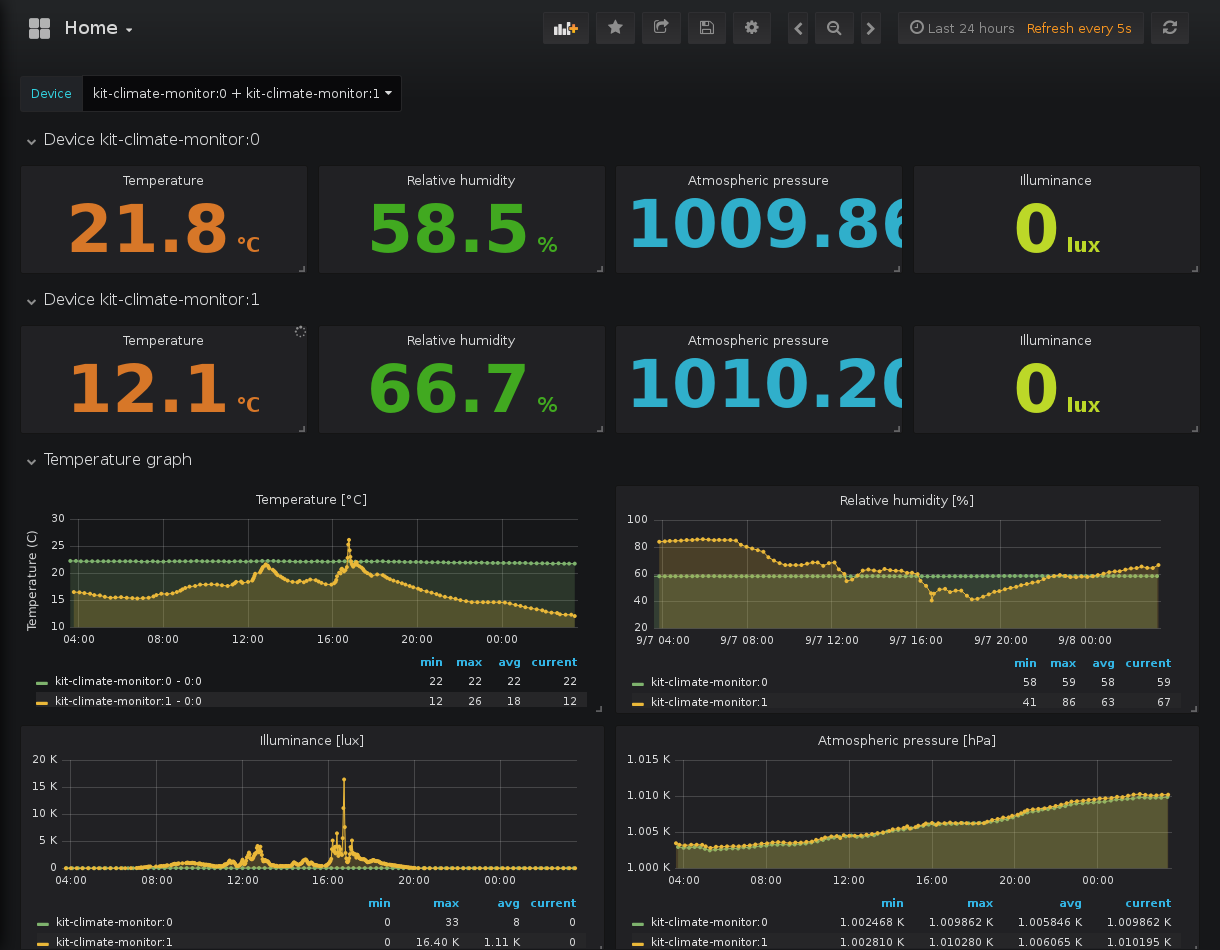 Home
Last 24 hours Refresh every 5s
Device kit-climate-monitor:0 + kit-climate-monitor:1
Device kit-climate-monitor:0
Temperature Relative humidity Atmospheric pressure Illuminance
21.8 °C 58.5 % 1009.86 0 lux
Device kit-climate-monitor:1
Temperature Relative humidity Atmospheric pressure Illuminance
12.1 °C 66.7 % 1010.20 0 lux
Temperature graph
Temperature [°C]
Temperature (C)
30
25
20
15
10
04:00 08:00 12:00 16:00 20:00 00:00
min max avg current
kit-climate-monitor:0 - 0:0 22 22 22 22
kit-climate-monitor:1 - 0:0 12 26 18 12
Relative humidity [%]
100
80
60
40
20
9/7 04:00 9/7 08:00 9/7 12:00 9/7 16:00 9/7 20:00 9/8 00:00
min max avg current
kit-climate-monitor:0 58 59 58 59
kit-climate-monitor:1 41 86 63 67
Illuminance [lux]
20 K
15 K
10 K
5 K
0
04:00 08:00 12:00 16:00 20:00 00:00
min max avg current
kit-climate-monitor:0 0 33 8 0
kit-climate-monitor:1 0 16.40 K 1.11 K 0
Atmospheric pressure [hPa]
1.015 K
1.010 K
1.005 K
1.000 K
04:00 08:00 12:00 16:00 20:00 00:00
min max avg current
kit-climate-monitor:0 1.002468 K 1.009862 K 1.005846 K 1.009862 K
kit-climate-monitor:1 1.002810 K 1.010280 K 1.006065 K 1.010195 K